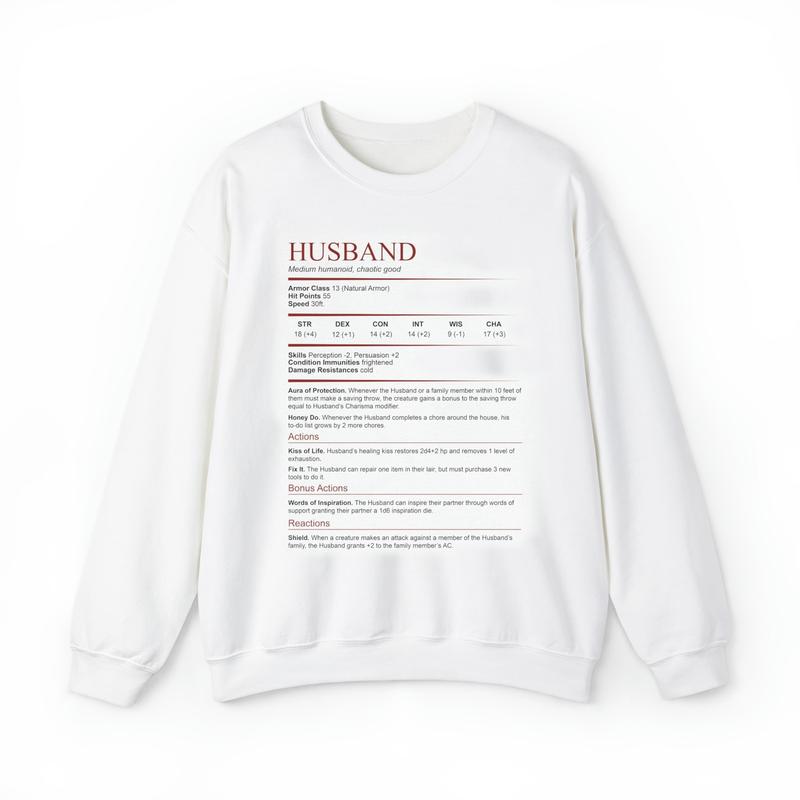 HUSBAND
Medium humanoid, chaotic good
Armor Class 13 (Natural Armor)
Hit Points 55
Speed 30ft.
STR DEX CON INT WIS CHA
18 (+4) 12 (+1) 14 (+2) 14 (+2) 9 (-1) 17 (+3)
Skills Perception -2, Persuasion +2
Condition Immunities frightened
Damage Resistances cold
Aura of Protection. Whenever the Husband or a family member within 10 feet of
them must make a saving throw, the creature gains a bonus to the saving throw
equal to Husband's Charisma modifier.
Honey Do. Whenever the Husband completes a chore around the house, his
to-do list grows by 2 more chores.
Actions
Kiss of Life. Husband's healing kiss restores 2d4+2 hp and removes 1 level of
exhaustion.
Fix It. The Husband can repair one item in their lair, but must purchase 3 new
tools to do it.
Bonus Actions
Words of Inspiration. The Husband can inspire their partner through words of
support granting their partner a 1d6 inspiration die.
Reactions
Shield. When a creature makes an attack against a member of the Husband's
family, the Husband grants +2 to the family member's AC.